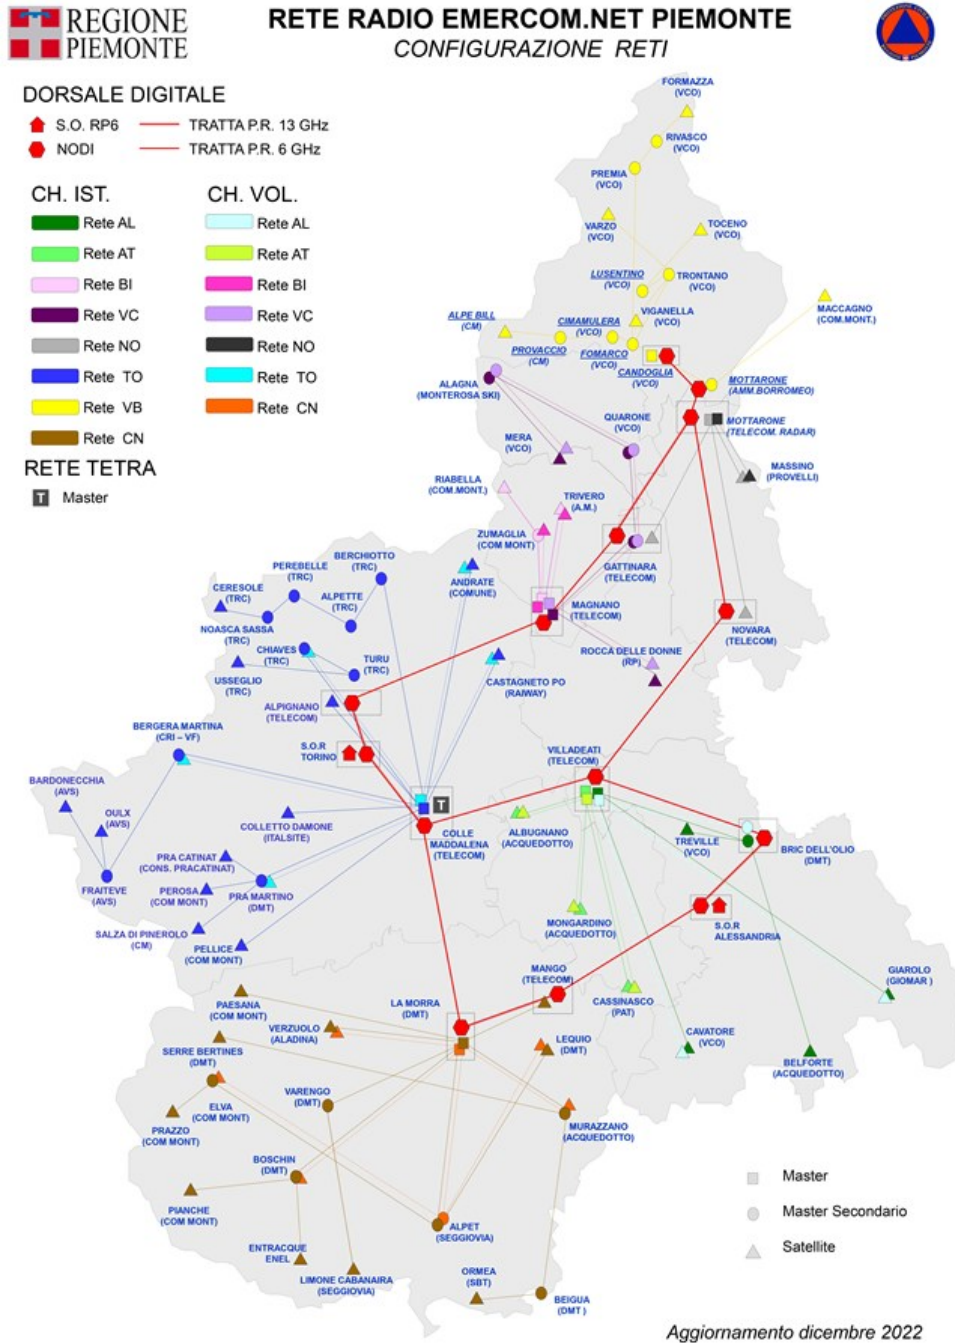 REGIONE
PIEMONTE
RETE RADIO EMERCOM.NET PIEMONTE
CONFIGURAZIONE RETI
DORSALE DIGITALE
S.O. RP6
TRATTA P.R. 13 GHz
NODI
TRATTA P.R. 6 GHz
CH. IST.
CH. VOL.
Rete AL
Rete AL
Rete AT
Rete AT
Rete BI
Rete BI
Rete VC
Rete VC
Rete NO
Rete NO
Rete TO
Rete TO
Rete VB
Rete CN
Rete CN
RETE TETRA
T
Master
FORMAZZA
(VCO)
RIVASCO
(VCO)
PREMIA
(VCO)
VARZO
(VCO)
TOCENO
(VCO)
LUSENTINO
(VCO)
TRONTANO
(VCO)
MACCAGNO
(COM.MONT.)
ALPE BILL
(CM)
CIMAMULERA
(VCO)
VIGANELLA
(VCO)
PROVACCIO
(CM)
FOMARCO
(VCO)
CANDOGLIA
(VCO)
MOTTARONE
(AMM.BORROMEO)
ALAGNA
(MONTEROSA SKI)
QUARONE
(VCO)
MOTTARONE
(TELECOM. RADAR)
MERA
(VCO)
MASSINO
(PROVELLI)
RIABELLA
(COM.MONT.)
TRIVERO
(A.M.)
ZUMAGLIA
(COM MONT)
GATTINARA
(TELECOM)
BERCHIOTTO
(TRC)
PEREBELLE
(TRC)
CERESOLE
(TRC)
ALPETTE
(TRC)
ANDRATE
(COMUNE)
MAGNANO
(TELECOM)
NOVARA
(TELECOM)
NOASCA SASSA
(TRC)
CHIAVES
(TRC)
TURU
(TRC)
USSEGLIO
(TRC)
CASTAGNETO PO
(RAIWAY)
ROCCA DELLE DONNE
(RP)
ALPIGNANO
(TELECOM)
BERGERA MARTINA
(CRI – VF)
S.O.R
TORINO
VILLADEATI
(TELECOM)
BARDONECCHIA
(AVS)
OULX
(AVS)
T
COLLETTO DAMONE
(ITALSITE)
COLLE
MADDALENA
(TELECOM)
ALBUGNANO
(ACQUEDOTTO)
TREVILLE
(VCO)
BRIC DELL'OLIO
(DMT)
PRA CATINAT
(CONS. PRACATINAT)
FRAITEVE
(AVS)
PEROSA
(COM MONT)
PRA MARTINO
(DMT)
SALZA DI PINEROLO
(CM)
PELLICE
(COM MONT)
MONGARDINO
(ACQUEDOTTO)
S.O.R
ALESSANDRIA
MANGO
(TELECOM)
GIAROLO
(GIOMAR )
PAESANA
(COM MONT)
LA MORRA
(DMT)
CASSINASCO
(PAT)
VERZUOLO
(ALADINA)
SERRE BERTINES
(DMT)
LEQUIO
(DMT)
CAVATORE
(VCO)
BELFORTE
(ACQUEDOTTO)
VARENGO
(DMT)
ELVA
(COM MONT)
PRAZZO
(COM MONT)
MURAZZANO
(ACQUEDOTTO)
BOSCHIN
(DMT)
Master
PIANCHE
(COM MONT)
Master Secondario
ALPET
(SEGGIOVIA)
Satellite
ENTRACQUE
ENEL
LIMONE CABANAIRA
(SEGGIOVIA)
ORMEA
(SBT)
BEIGUA
(DMT )
Aggiornamento dicembre 2022